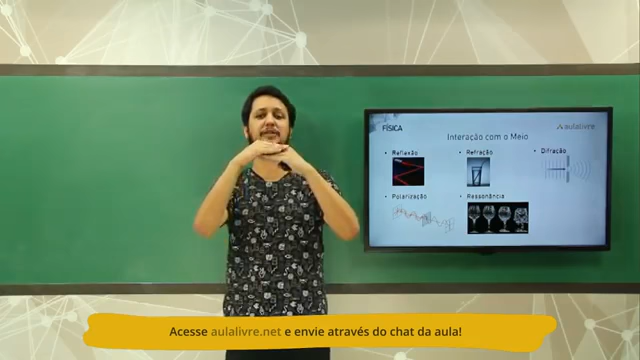 FÍSICA
aulalivre
Interação com o Meio
• Reflexão
• Refração
• Difração
• Polarização
• Ressonância
Acesse aulalivre.net e envie através do chat da aula!